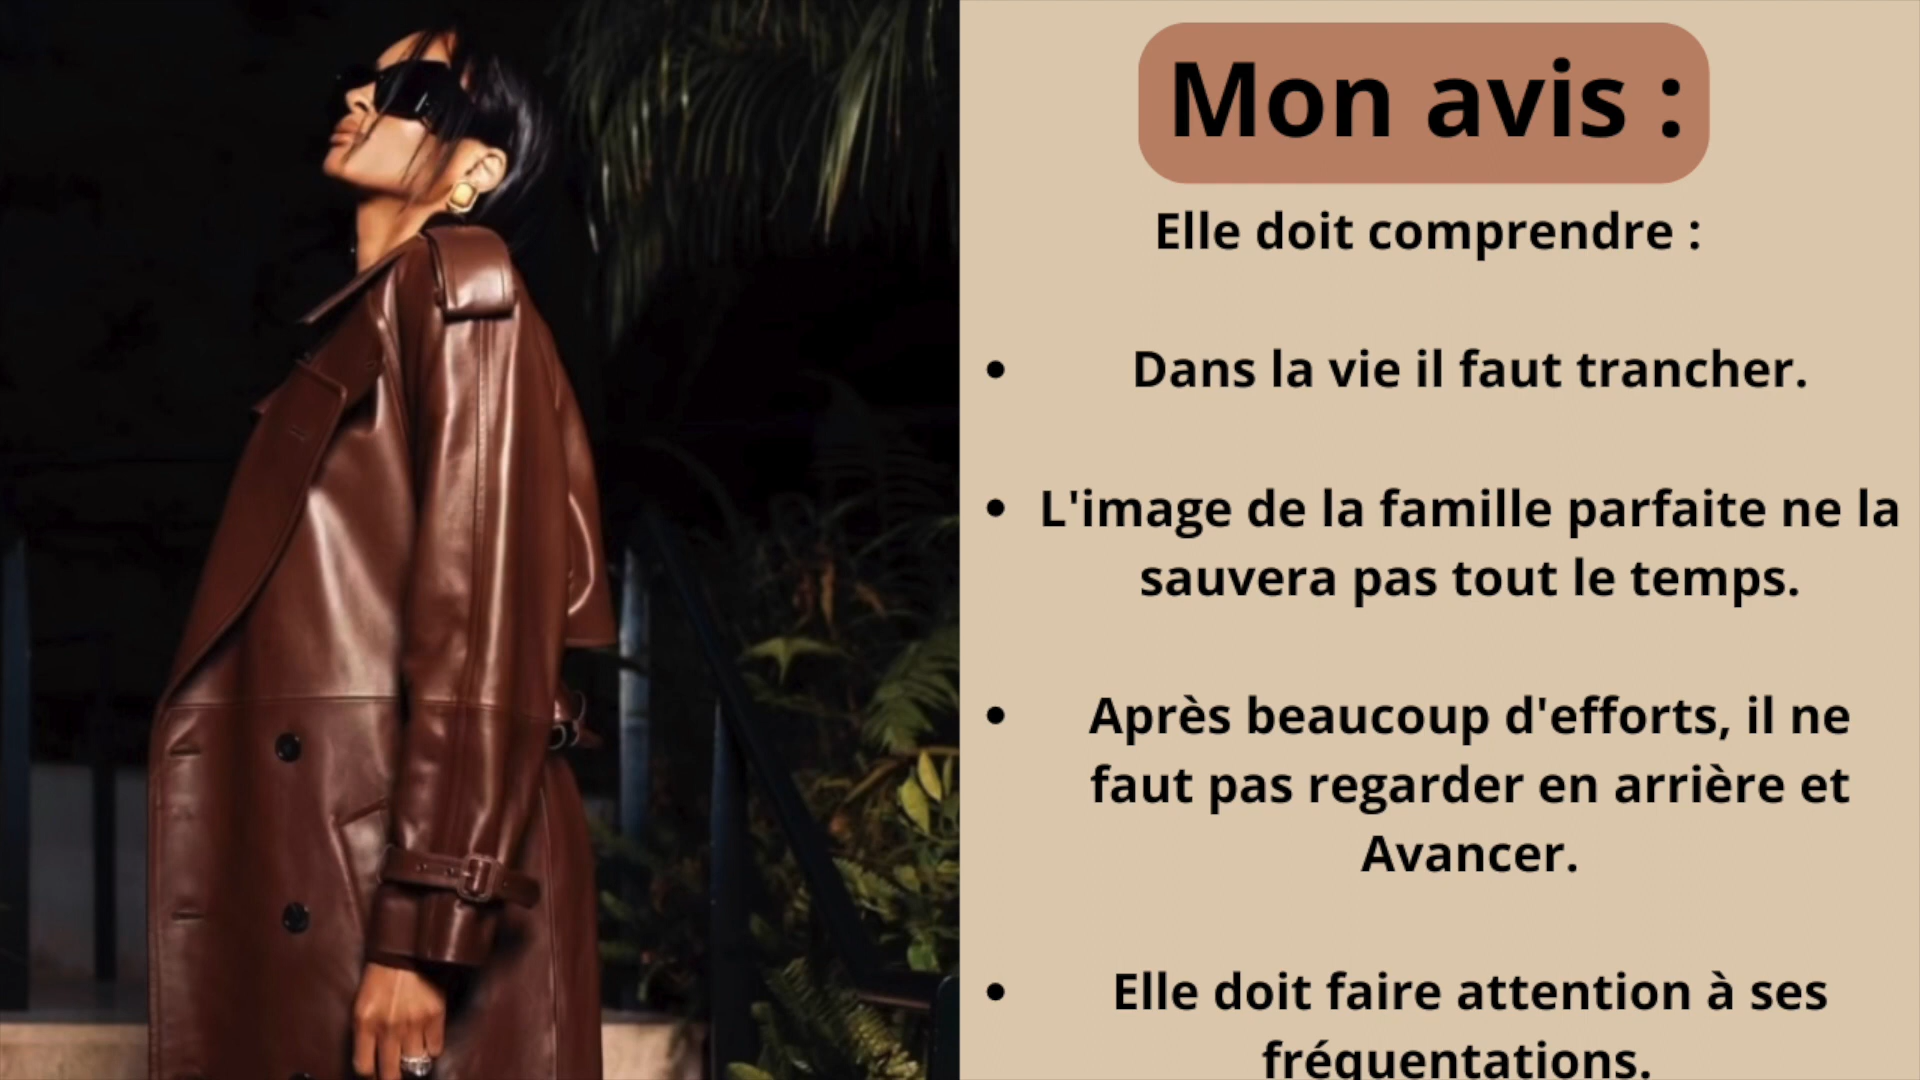 Mon avis :
Elle doit comprendre :
• Dans la vie il faut trancher.
• L'image de la famille parfaite ne la
sauvera pas tout le temps.
• Après beaucoup d'efforts, il ne
faut pas regarder en arrière et
Avancer.
• Elle doit faire attention à ses
fréquentations.